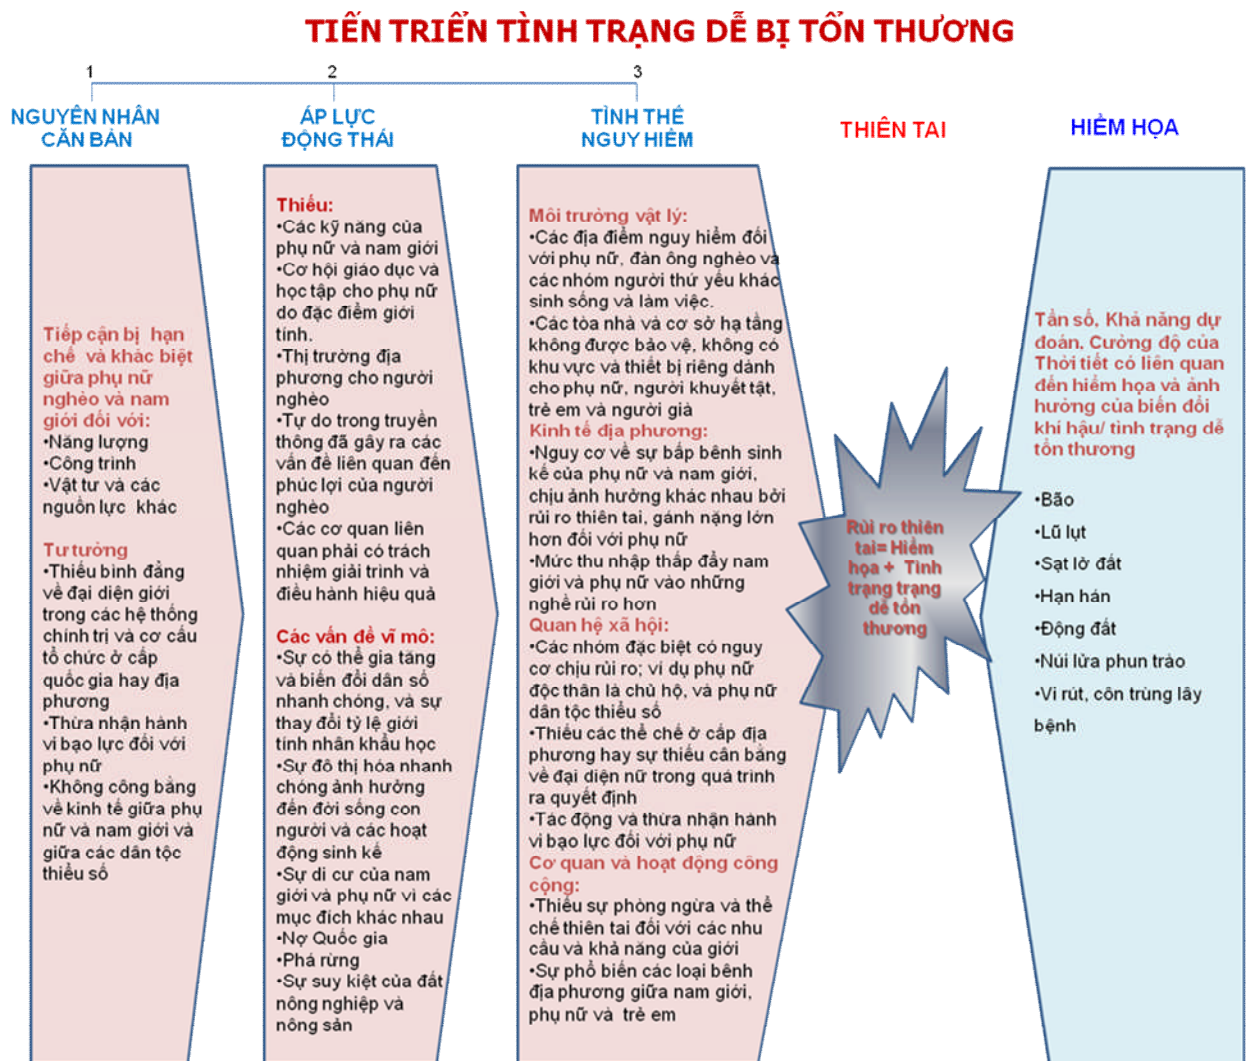 TIẾN TRIỂN TÌNH TRẠNG DỄ BỊ TỔN THƯƠNG
1
2
3
NGUYÊN NHÂN
CĂN BẢN
ÁP LỰC
ĐỘNG THÁI
TÌNH THẾ
NGUY HIỂM
THIÊN TAI
HIỂM HỌA
Tiếp cận bị hạn
chế và khác biệt
giữa phụ nữ
nghèo và nam
giới đối với:
•Năng lượng
•Công trình
•Vật tư và các
nguồn lực khác
Tư tưởng
•Thiếu bình đẳng
về đại diện giới
trong các hệ thống
chính trị và cơ cấu
tổ chức ở cấp
quốc gia hay địa
phương
•Thừa nhận hành
vi bạo lực đối với
phụ nữ
•Không công bằng
về kinh tế giữa phụ
nữ và nam giới và
giữa các dân tộc
thiểu số
Thiếu:
•Các kỹ năng của
phụ nữ và nam giới
•Cơ hội giáo dục và
học tập cho phụ nữ
do đặc điểm giới
tính.
•Thị trường địa
phương cho người
nghèo
•Tự do trong truyền
thông đã gây ra các
vấn đề liên quan đến
phúc lợi của người
nghèo
•Các cơ quan liên
quan phải có trách
nhiệm giải trình và
điều hành hiệu quả
Các vấn đề vĩ mô:
•Sự có thể gia tăng
và biến đổi dân số
nhanh chóng, và sự
thay đổi tỷ lệ giới
tính nhân khẩu học
•Sự đô thị hóa nhanh
chóng ảnh hưởng
đến đời sống con
người và các hoạt
động sinh kế
•Sự di cư của nam
giới và phụ nữ vì các
mục đích khác nhau
•Nợ Quốc gia
•Phá rừng
•Sự suy kiệt của đất
nông nghiệp và
nông sản
Môi trường vật lý:
•Các địa điểm nguy hiểm đối
với phụ nữ, đàn ông nghèo và
các nhóm người thứ yếu khác
sinh sống và làm việc.
•Các tòa nhà và cơ sở hạ tầng
không được bảo vệ, không có
khu vực và thiết bị riêng dành
cho phụ nữ, người khuyết tật,
trẻ em và người già
Kinh tế địa phương:
•Nguy cơ về sự bấp bênh sinh
kế của phụ nữ và nam giới,
chịu ảnh hưởng khác nhau bởi
rủi ro thiên tai, gánh nặng lớn
hơn đối với phụ nữ
•Mức thu nhập thấp đẩy nam
giới và phụ nữ vào những
nghề rủi ro hơn
Quan hệ xã hội:
•Các nhóm đặc biệt có nguy
cơ chịu rủi ro; ví dụ phụ nữ
độc thân là chủ hộ, và phụ nữ
dân tộc thiểu số
•Thiếu các thể chế ở cấp địa
phương hay sự thiếu cân bằng
về đại diện nữ trong quá trình
ra quyết định
•Tác động và thừa nhận hành
vi bạo lực đối với phụ nữ
Cơ quan và hoạt động công
cộng:
•Thiếu sự phòng ngừa và thể
chế thiên tai đối với các nhu
cầu và khả năng của giới
•Sự phổ biến các loại bệnh
địa phương giữa nam giới,
phụ nữ và trẻ em
Rủi ro thiên
tai= Hiểm
họa + Tình
trạng trạng
dễ tổn
thương
Tần số, Khả năng dự
đoán, Cường độ của
Thời tiết có liên quan
đến hiểm họa và ảnh
hưởng của biến đổi
khí hậu/ tình trạng dễ
tổn thương
•Bão
•Lũ lụt
•Sạt lở đất
•Hạn hán
•Động đất
•Núi lửa phun trào
•Vi rút, côn trùng lây
bệnh